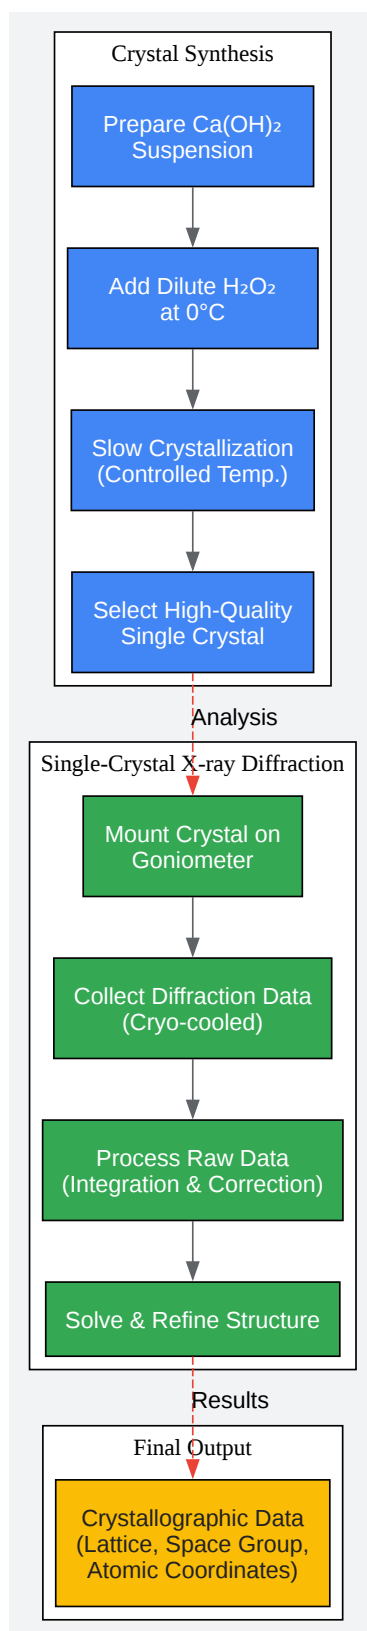 Crystal Synthesis
Prepare Ca(OH)₂
Suspension
Add Dilute H₂O₂
at 0°C
Slow Crystallization
(Controlled Temp.)
Select High-Quality
Single Crystal
Analysis
Single-Crystal X-ray Diffraction
Mount Crystal on
Goniometer
Collect Diffraction Data
(Cryo-cooled)
Process Raw Data
(Integration & Correction)
Solve & Refine Structure
Results
Final Output
Crystallographic Data
(Lattice, Space Group,
Atomic Coordinates)